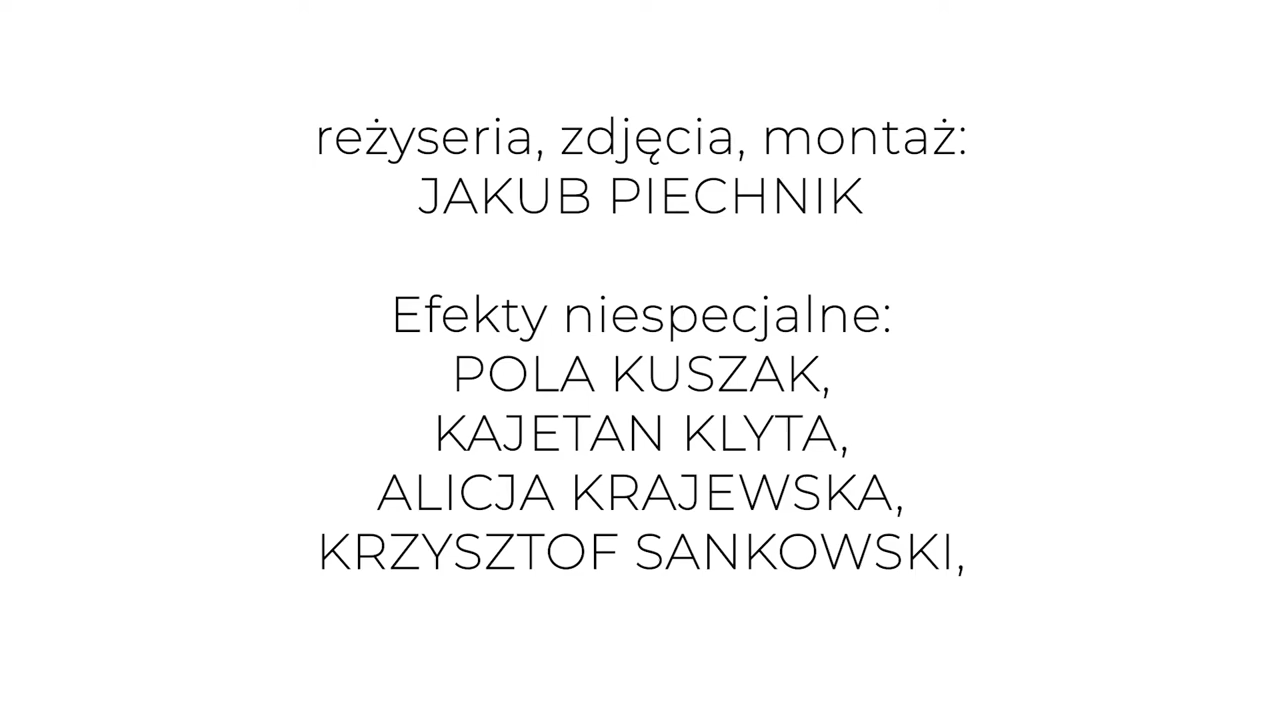 reżyseria, zdjęcia, montaż:
JAKUB PIECHNIK
Efekty niespecjalne:
POLA KUSZAK,
KAJETAN KLYTA,
ALICJA KRAJEWSKA,
KRZYSZTOF SANKOWSKI,